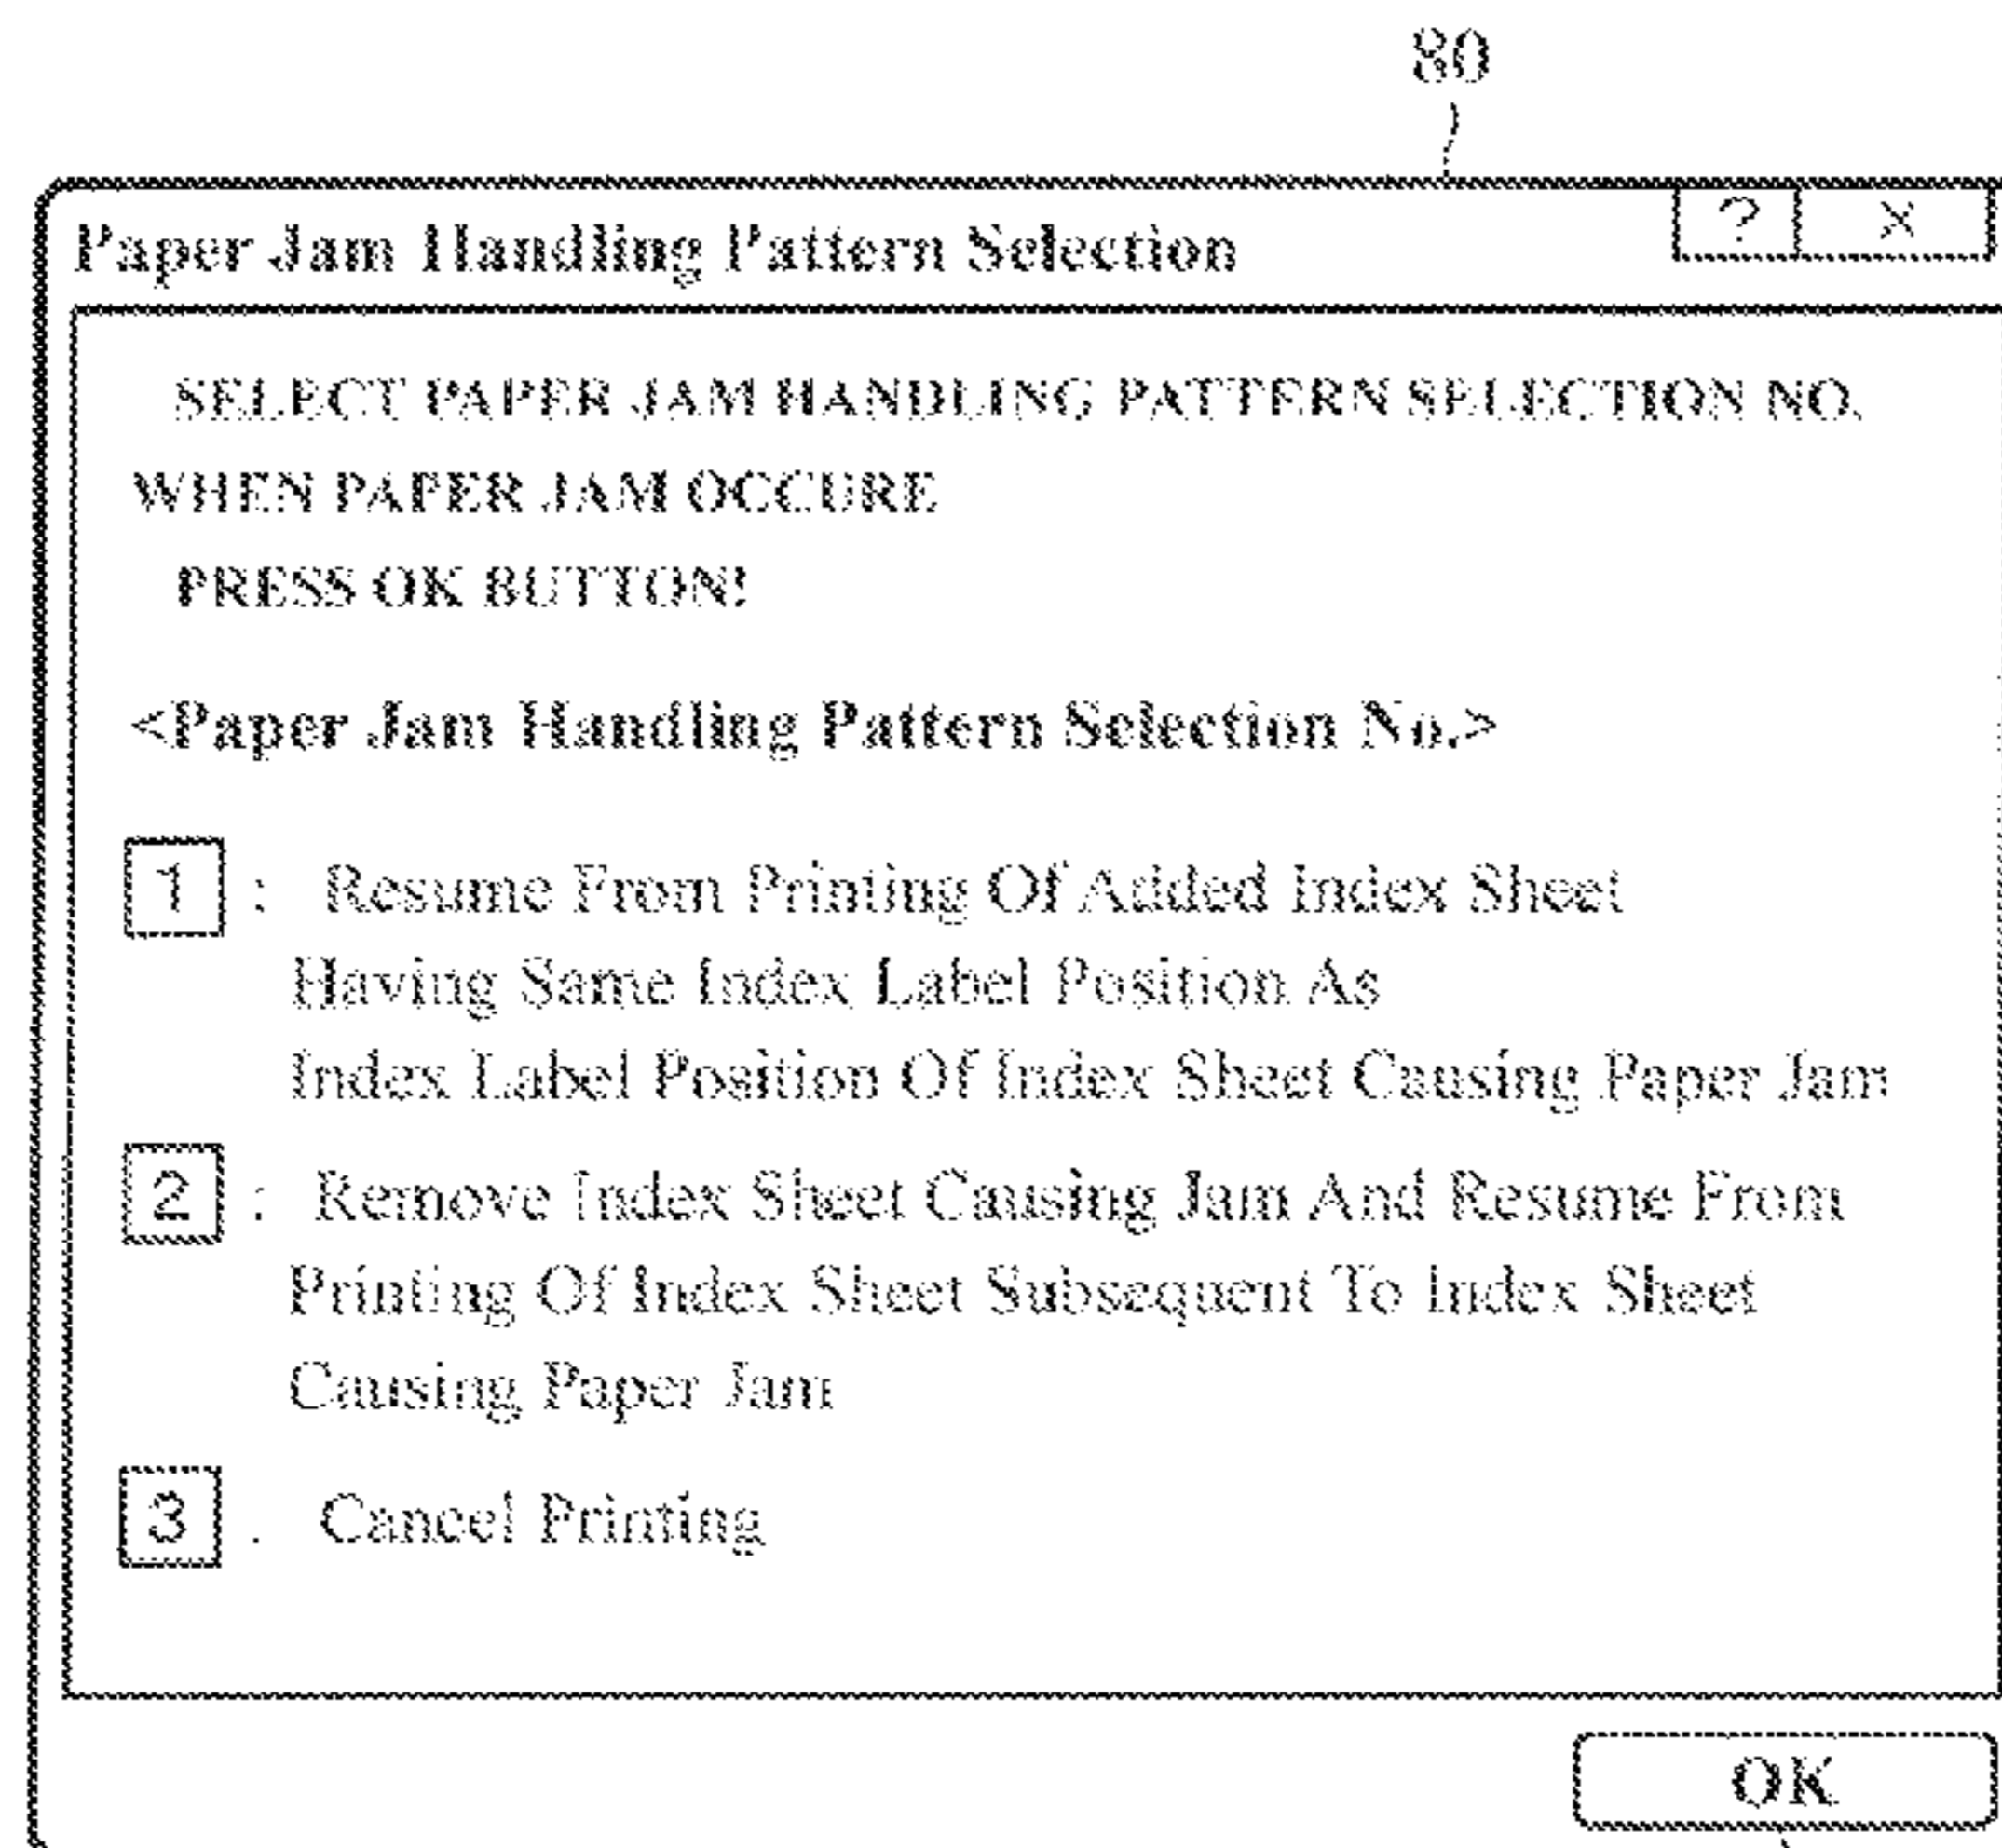 80
Paper Jam Handling Pattern Selection ? X
SELECT PAPER JAM HANDLING PATTERN SELECTION NO.
WHEN PAPER JAM OCCURE
PRESS OK BUTTON!
<Paper Jam Handling Pattern Selection No.>
1 : Resume From Printing Of Added Index Sheet
Having Same Index Label Position As
Index Label Position Of Index Sheet Causing Paper Jam
2 : Remove Index Sheet Causing Jam And Resume From
Printing Of Index Sheet Subsequent To Index Sheet
Causing Paper Jam
3 . Cancel Printing
OK